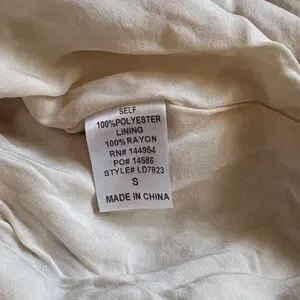 SELF
100%POLYESTER
LINING
100%RAYON
RN# 144954
PO# 14586
STYLE# LD7823
S
MADE IN CHINA